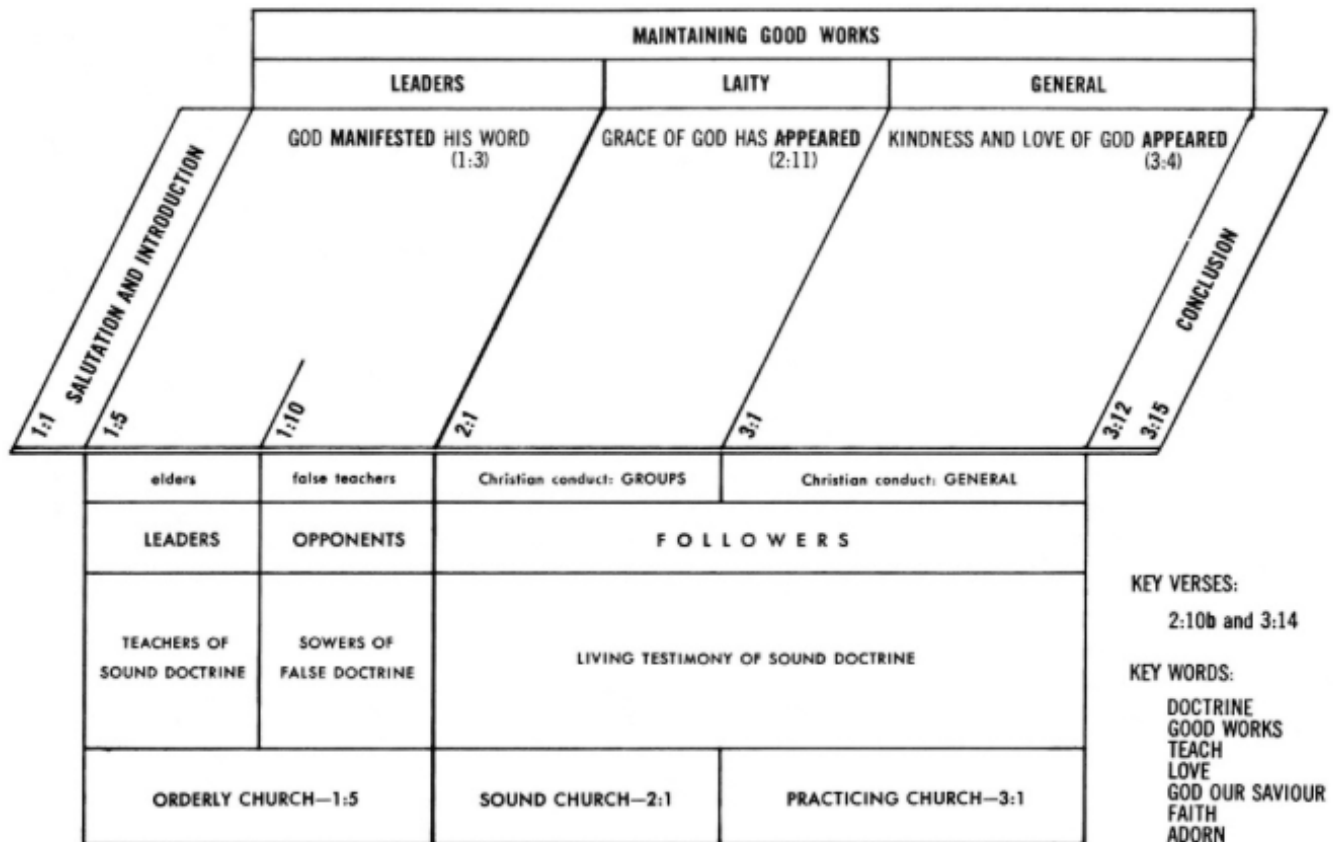 MAINTAINING GOOD WORKS
LEADERS
LAITY
GENERAL
GOD MANIFESTED HIS WORD
(1:3)
GRACE OF GOD HAS APPEARED
(2:11)
KINDNESS AND LOVE OF GOD APPEARED
(3:4)
SALUTATION AND INTRODUCTION
CONCLUSION
1:1
1:5
1:10
2:1
3:1
3:12
3:15
elders
false teachers
Christian conduct: GROUPS
Christian conduct: GENERAL
LEADERS
OPPONENTS
FOLLOWERS
TEACHERS OF
SOUND DOCTRINE
SOWERS OF
FALSE DOCTRINE
LIVING TESTIMONY OF SOUND DOCTRINE
ORDERLY CHURCH—1:5
SOUND CHURCH—2:1
PRACTICING CHURCH—3:1
KEY VERSES:
2:10b and 3:14
KEY WORDS:
DOCTRINE
GOOD WORKS
TEACH
LOVE
GOD OUR SAVIOUR
FAITH
ADORN